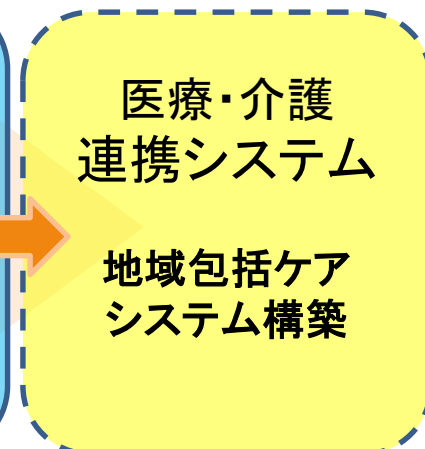 医療・介護
連携システム
地域包括ケア
システム構築